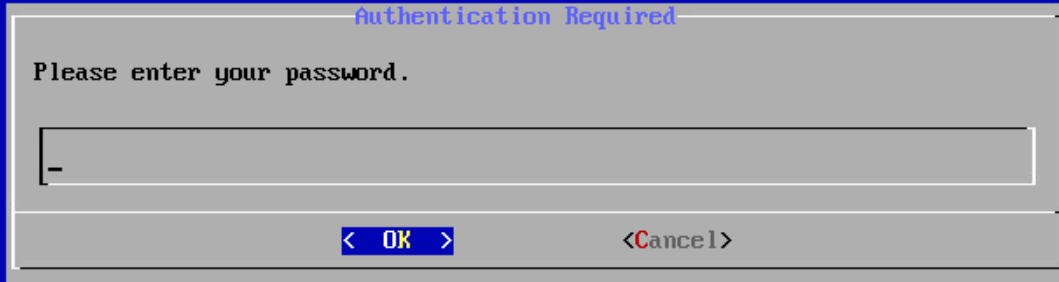 Authentication Required
Please enter your password.
< OK > <Cancel>